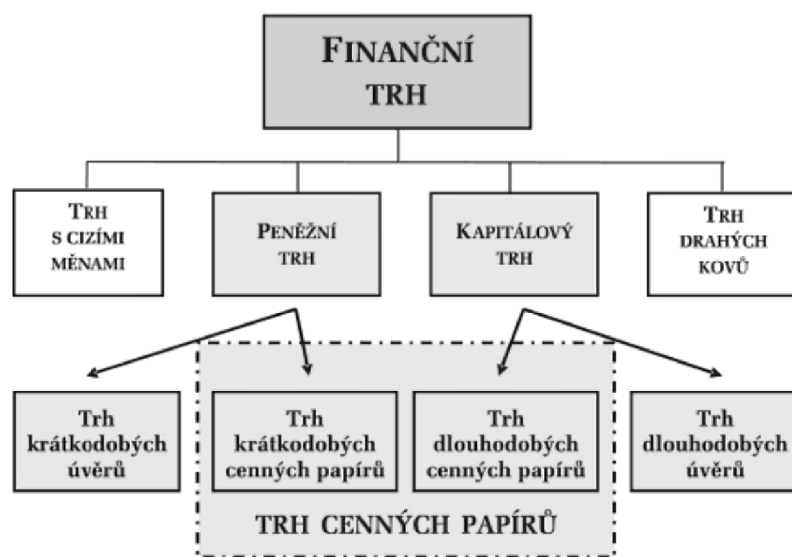 FINANČNÍ
TRH
TRH
S CIZÍMI
MĚNAMI
PENĚŽNÍ
TRH
KAPITÁLOVÝ
TRH
TRH
DRAHÝCH
KOVŮ
Trh
krátkodobých
úvěrů
Trh
krátkodobých
cenných papírů
Trh
dlouhodobých
cenných papírů
Trh
dlouhodobých
úvěrů
TRH CENNÝCH PAPÍRŮ